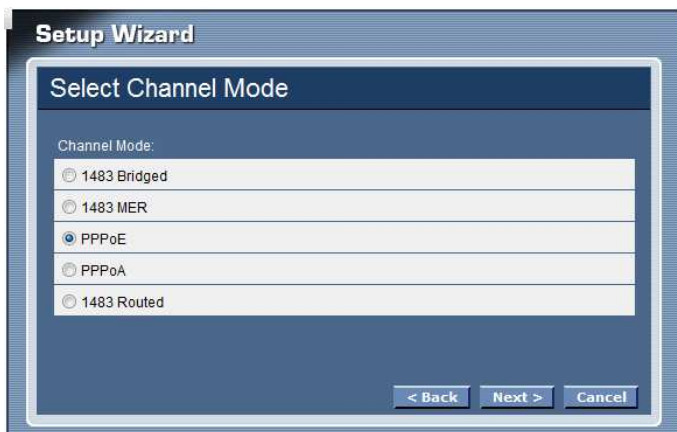 Setup Wizard
Select Channel Mode
Channel Mode:
1483 Bridged
1483 MER
PPPoE
PPPoA
1483 Routed
< Back Next > Cancel